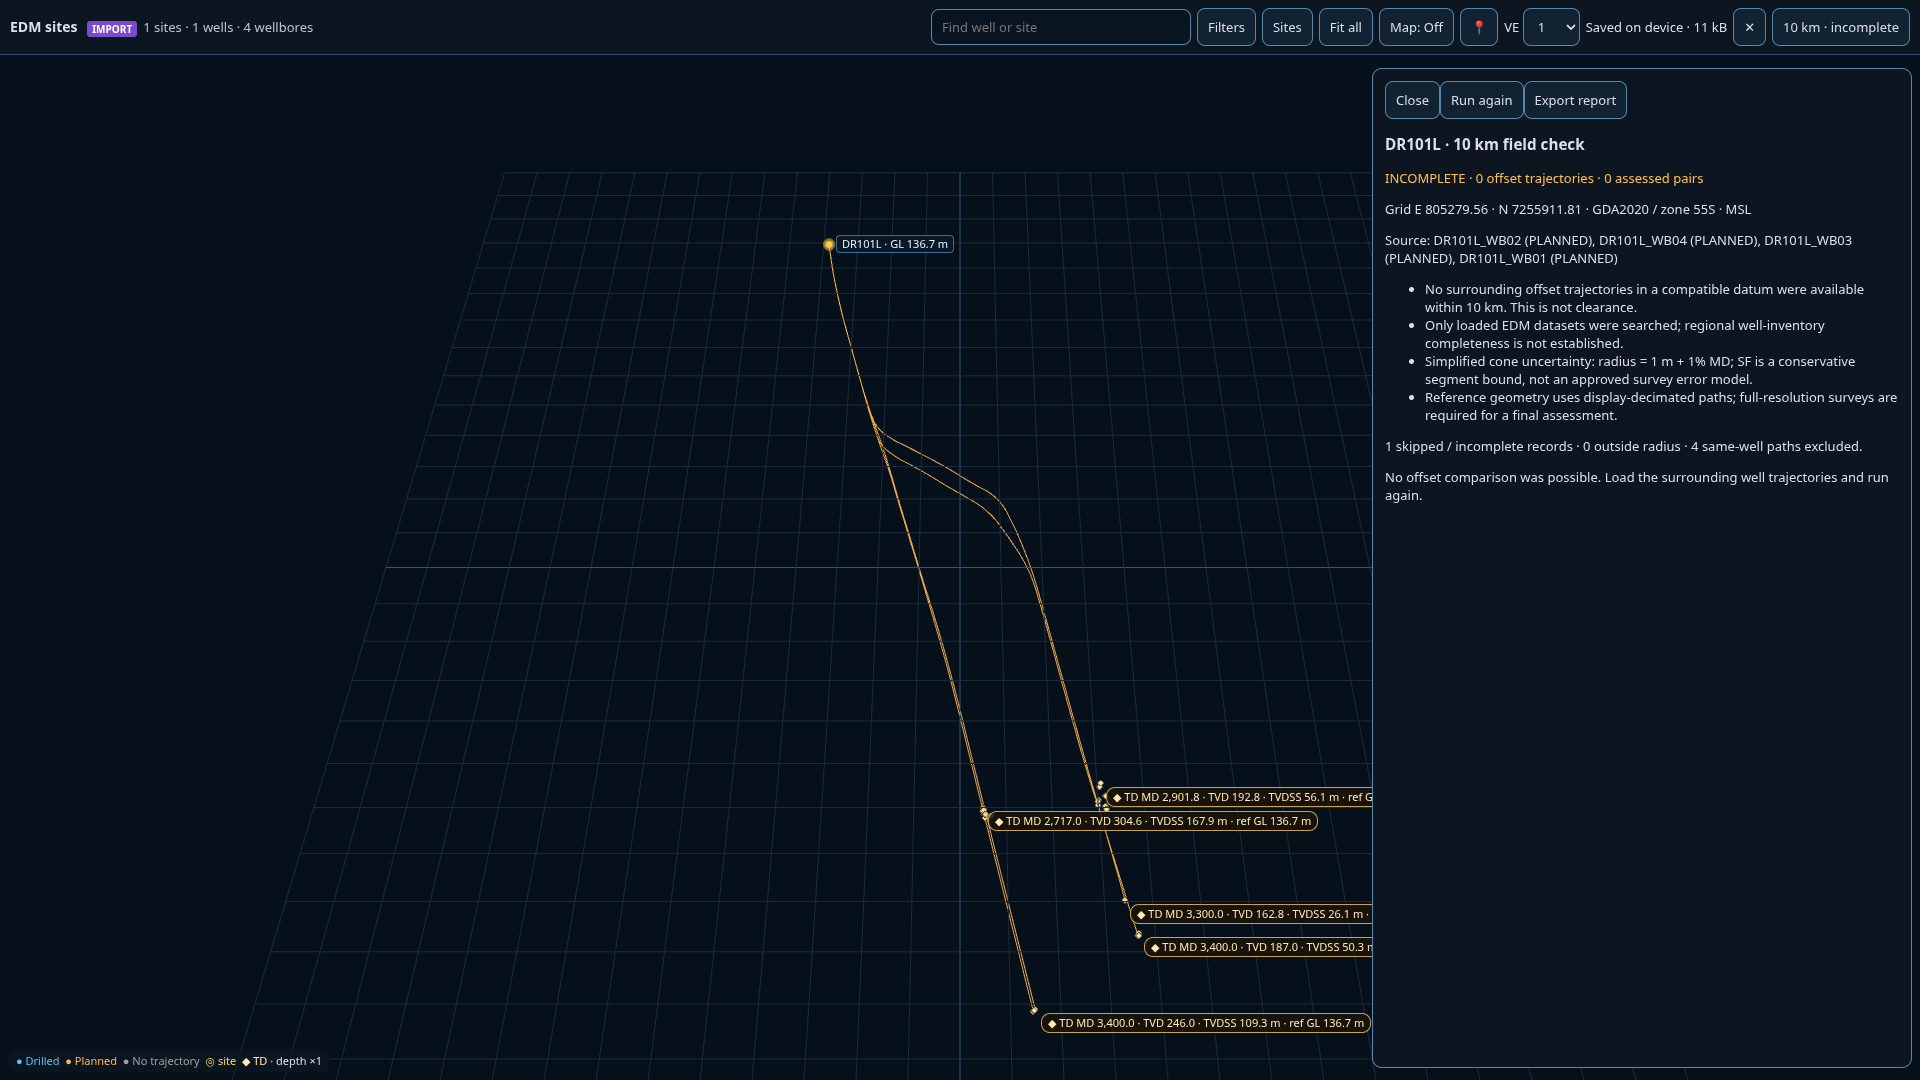 EDM sites IMPORT 1 sites · 1 wells · 4 wellbores
Find well or site
Filters
Sites
Fit all
Map: Off
VE 1
Saved on device · 11 kB
✕
10 km · incomplete
Close
Run again
Export report
DR101L · 10 km field check
INCOMPLETE · 0 offset trajectories · 0 assessed pairs
Grid E 805279.56 · N 7255911.81 · GDA2020 / zone 55S · MSL
Source: DR101L_WB02 (PLANNED), DR101L_WB04 (PLANNED), DR101L_WB03
(PLANNED), DR101L_WB01 (PLANNED)
• No surrounding offset trajectories in a compatible datum were available
within 10 km. This is not clearance.
• Only loaded EDM datasets were searched; regional well-inventory
completeness is not established.
• Simplified cone uncertainty: radius = 1 m + 1% MD; SF is a conservative
segment bound, not an approved survey error model.
• Reference geometry uses display-decimated paths; full-resolution surveys are
required for a final assessment.
1 skipped / incomplete records · 0 outside radius · 4 same-well paths excluded.
No offset comparison was possible. Load the surrounding well trajectories and run
again.
DR101L · GL 136.7 m
◆ TD MD 2,901.8 · TVD 192.8 · TVDSS 56.1 m · ref G
◆ TD MD 2,717.0 · TVD 304.6 · TVDSS 167.9 m · ref GL 136.7 m
◆ TD MD 3,300.0 · TVD 162.8 · TVDSS 26.1 m ·
◆ TD MD 3,400.0 · TVD 187.0 · TVDSS 50.3 m
◆ TD MD 3,400.0 · TVD 246.0 · TVDSS 109.3 m · ref GL 136.7 m
● Drilled ● Planned ● No trajectory ◎ site ◆ TD · depth ×1